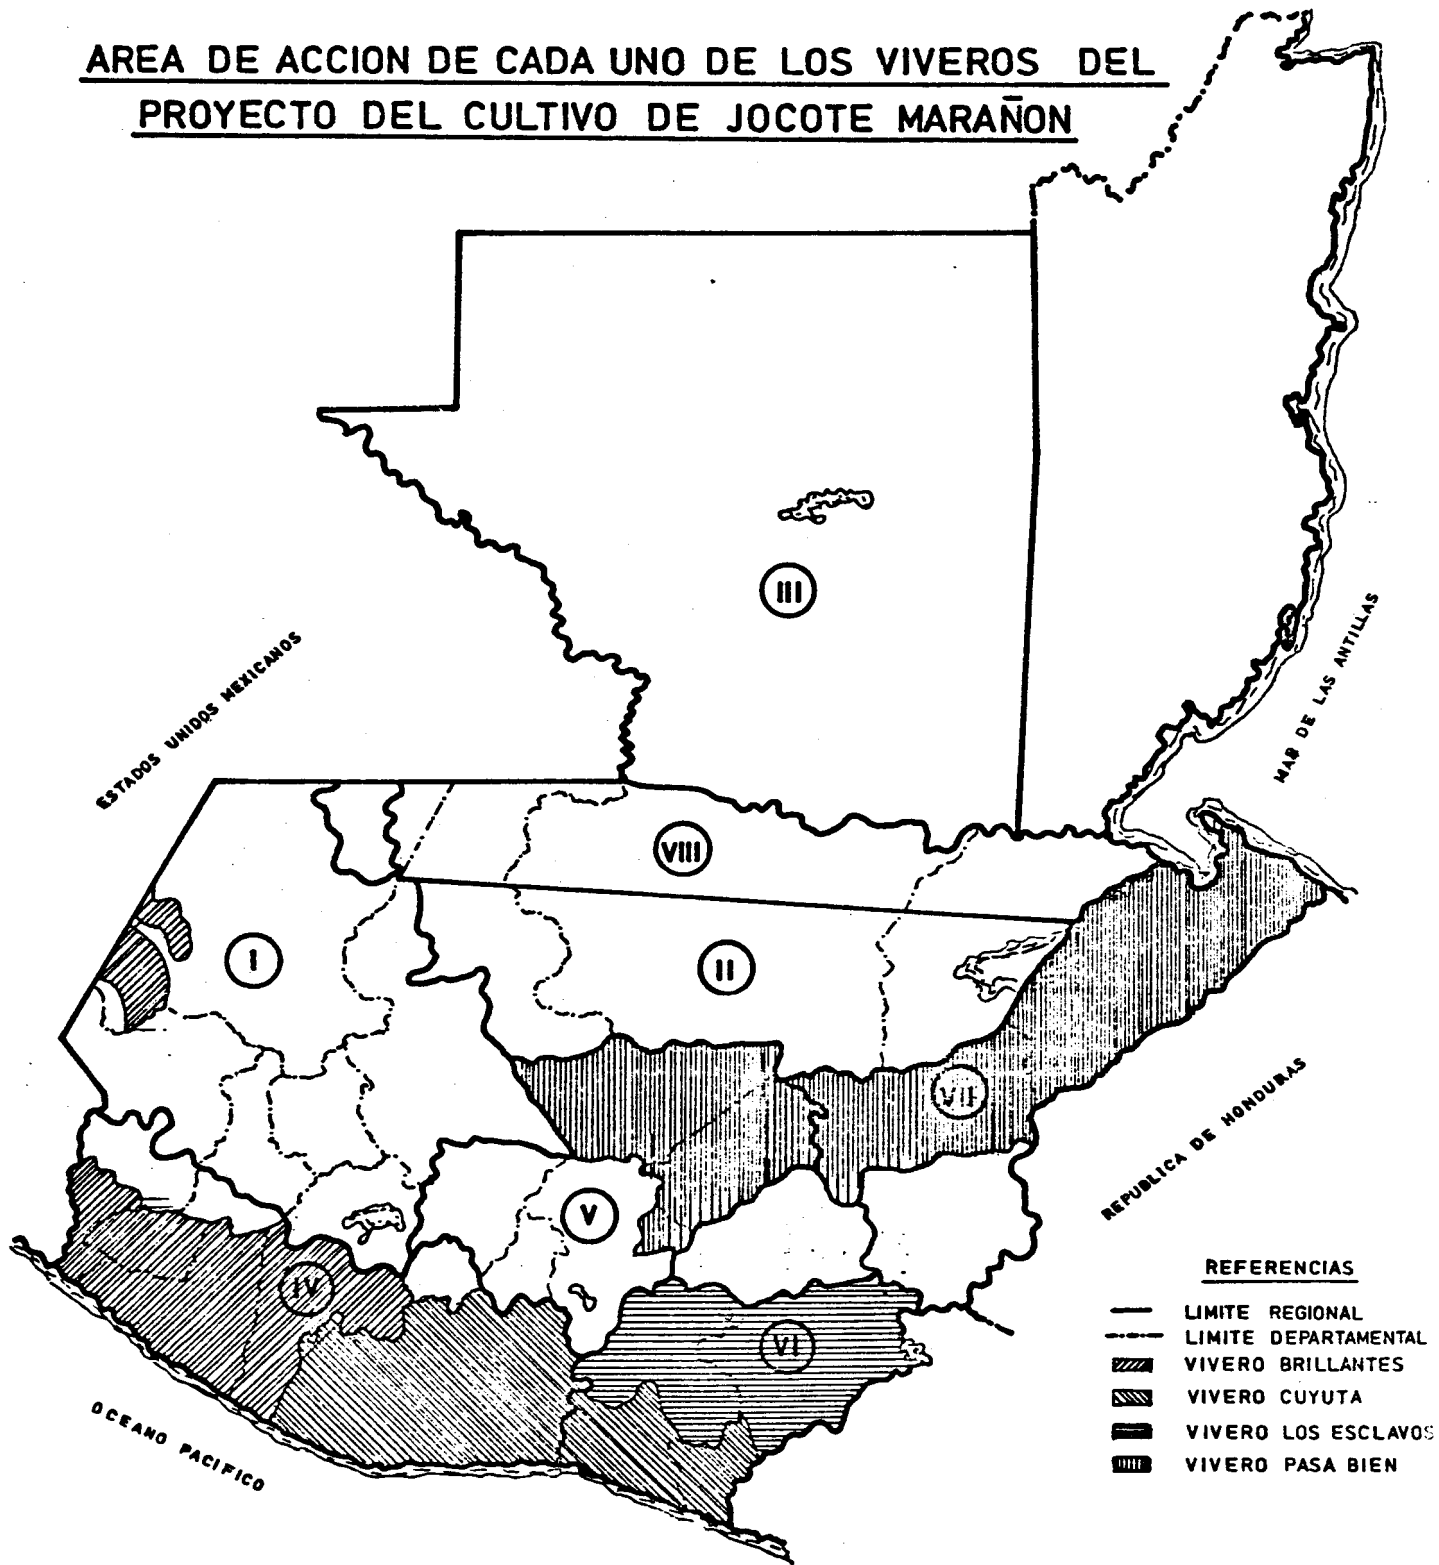 AREA DE ACCION DE CADA UNO DE LOS VIVEROS DEL
PROYECTO DEL CULTIVO DE JOCOTE MARAÑON
III
ESTADOS UNIDOS MEXICANOS
MAR DE LAS ANTILLAS
VIII
I
II
VII
REPUBLICA DE HONDURAS
V
IV
VI
OCEANO PACIFICO
REFERENCIAS
LIMITE REGIONAL
LIMITE DEPARTAMENTAL
VIVERO BRILLANTES
VIVERO CUYUTA
VIVERO LOS ESCLAVOS
VIVERO PASA BIEN